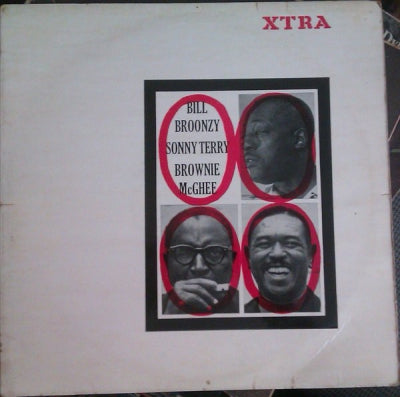 XTRA
BILL
BROONZY
SONNY TERRY
BROWNIE
McGHEE